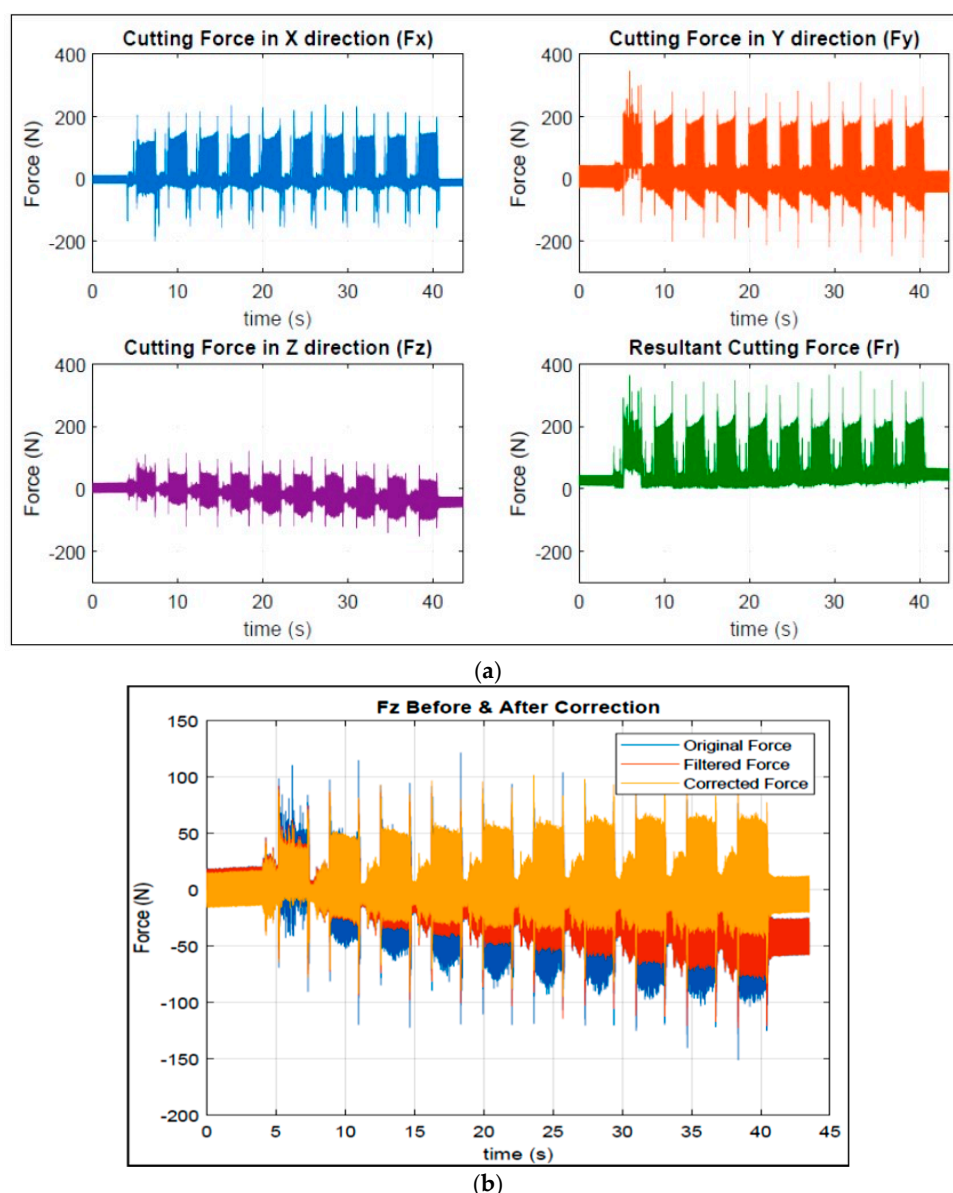 Cutting Force in X direction (Fx)
400
200
0
-200
Force (N)
0 10 20 30 40
time (s)
Cutting Force in Y direction (Fy)
400
200
0
-200
Force (N)
0 10 20 30 40
time (s)
Cutting Force in Z direction (Fz)
400
200
0
-200
Force (N)
0 10 20 30 40
time (s)
Resultant Cutting Force (Fr)
400
200
0
-200
Force (N)
0 10 20 30 40
time (s)
(a)
Fz Before & After Correction
150
100
50
0
-50
-100
-150
-200
Force (N)
Original Force
Filtered Force
Corrected Force
0 5 10 15 20 25 30 35 40 45
time (s)
(b)